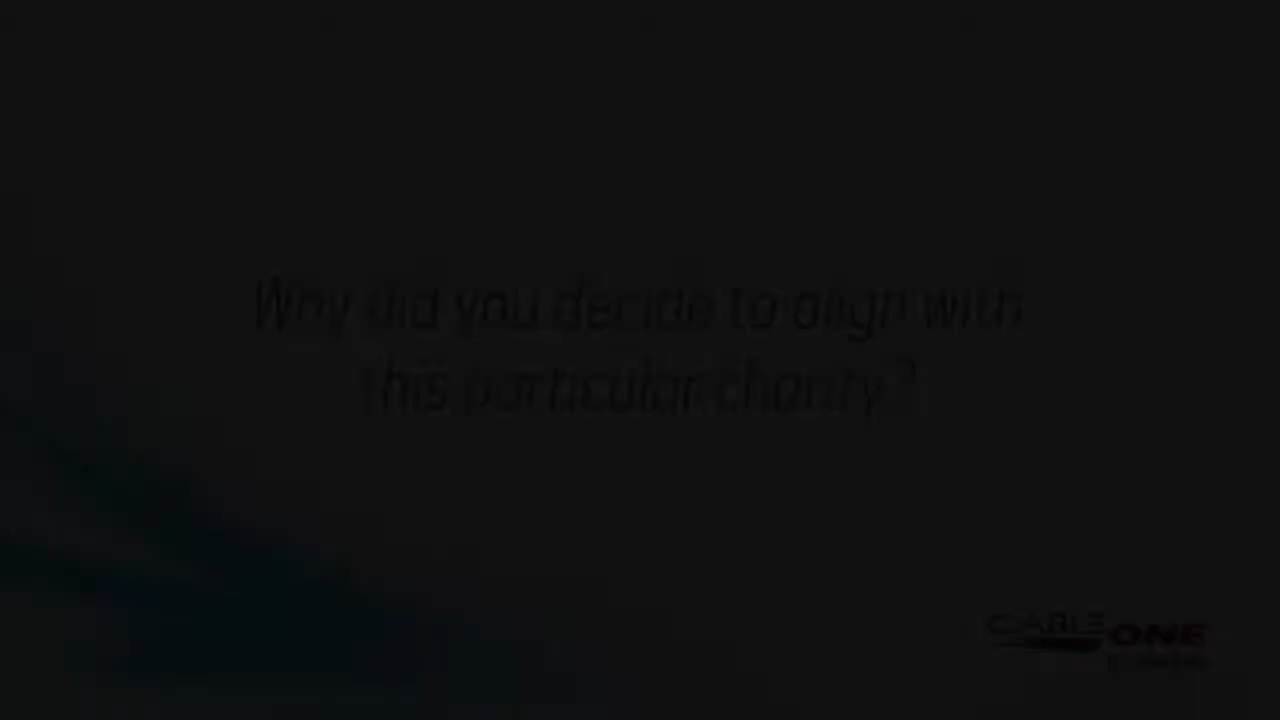 Why did you decide to align with
this particular charity?
CABLE ONE